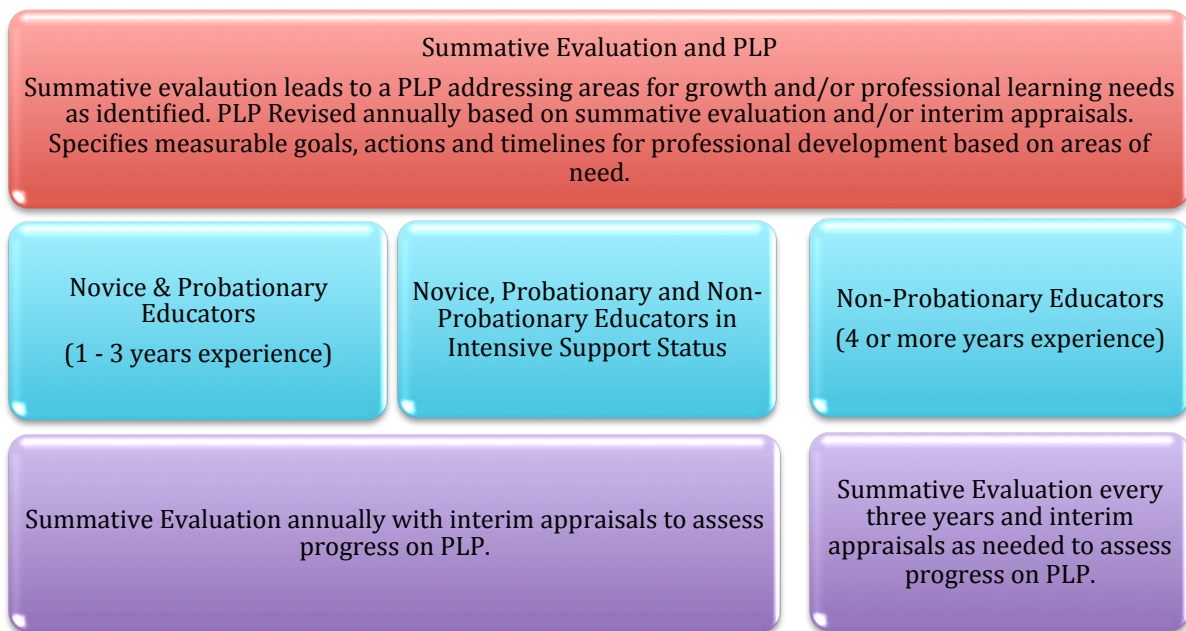 Summative Evaluation and PLP
Summative evalaution leads to a PLP addressing areas for growth and/or professional learning needs
as identified. PLP Revised annually based on summative evaluation and/or interim appraisals.
Specifies measurable goals, actions and timelines for professional development based on areas of
need.
Novice & Probationary
Educators
(1 - 3 years experience)
Novice, Probationary and Non-
Probationary Educators in
Intensive Support Status
Non-Probationary Educators
(4 or more years experience)
Summative Evaluation annually with interim appraisals to assess
progress on PLP.
Summative Evaluation every
three years and interim
appraisals as needed to assess
progress on PLP.